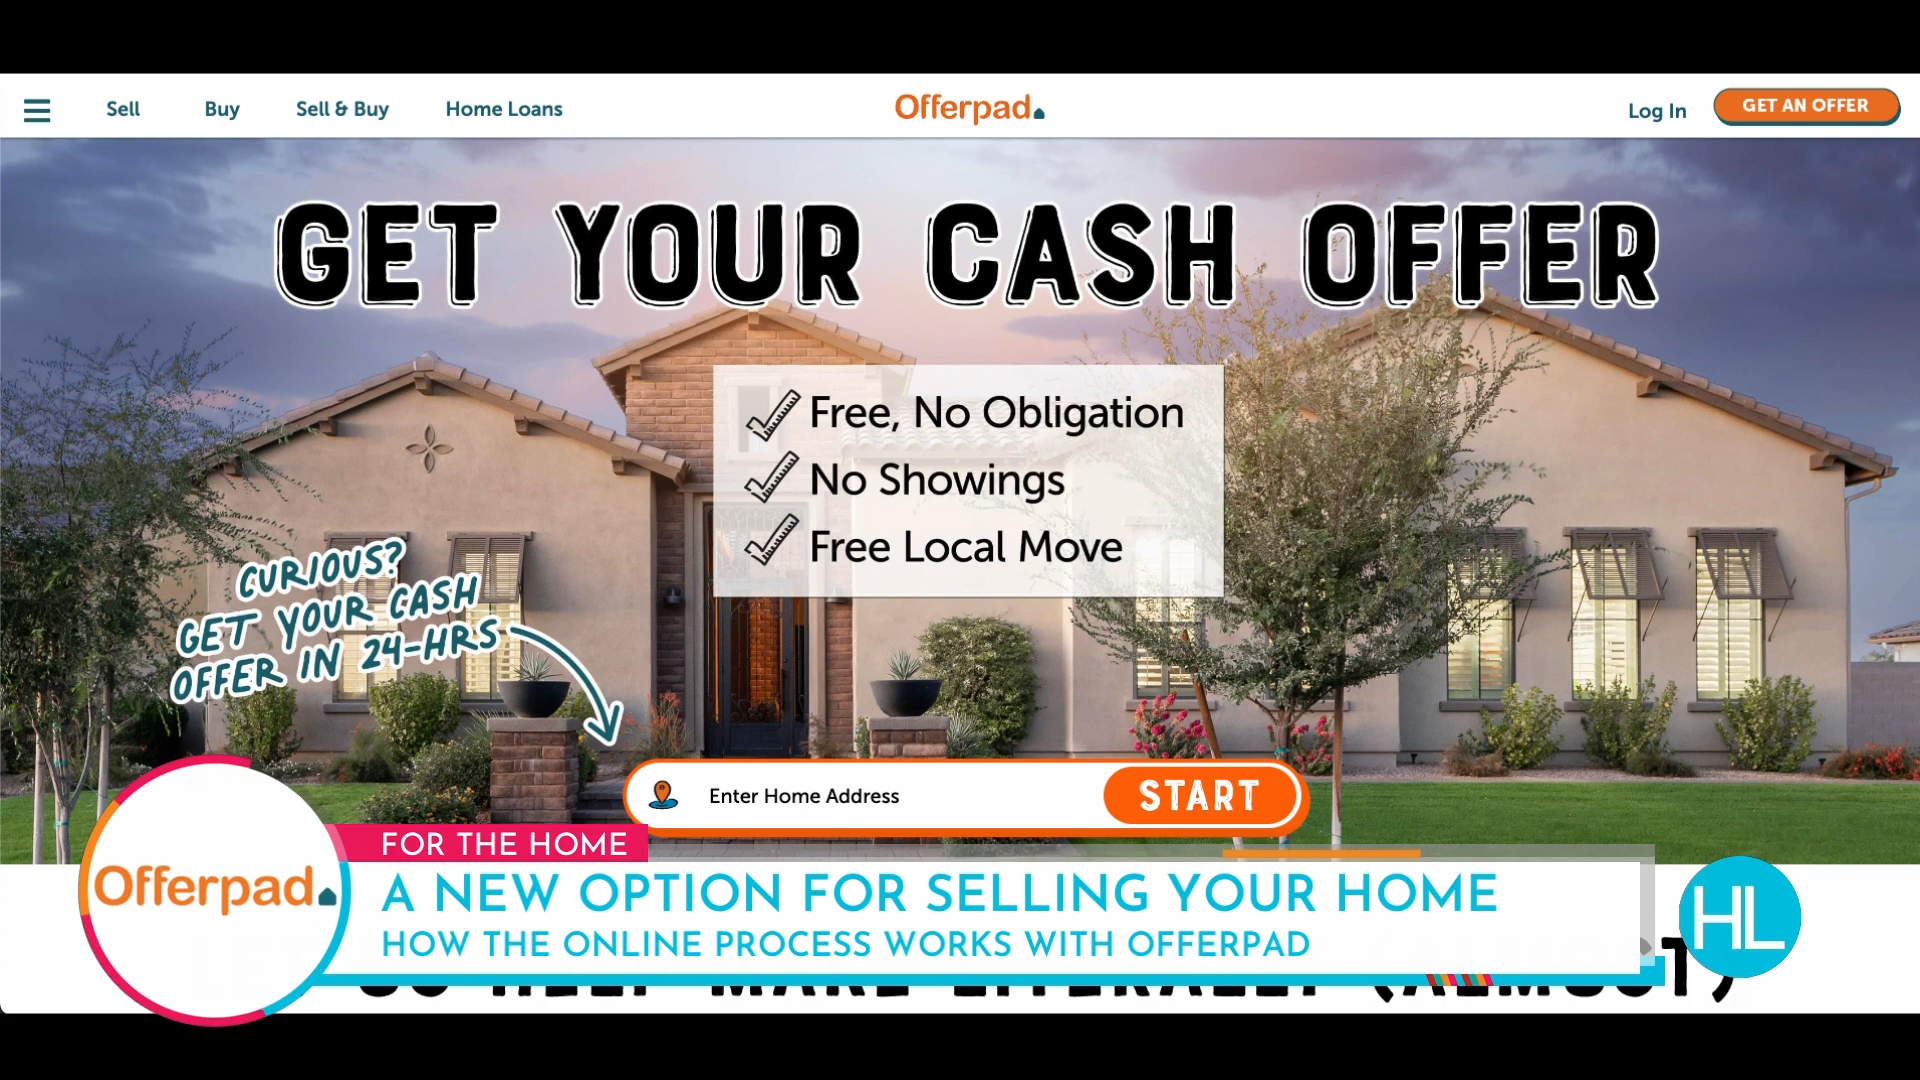 Sell Buy Sell & Buy Home Loans Offerpad Log In GET AN OFFER
GET YOUR CASH OFFER
Free, No Obligation
No Showings
Free Local Move
CURIOUS?
GET YOUR CASH
OFFER IN 24-HRS
Enter Home Address START
FOR THE HOME
Offerpad
A NEW OPTION FOR SELLING YOUR HOME
HOW THE ONLINE PROCESS WORKS WITH OFFERPAD
HL